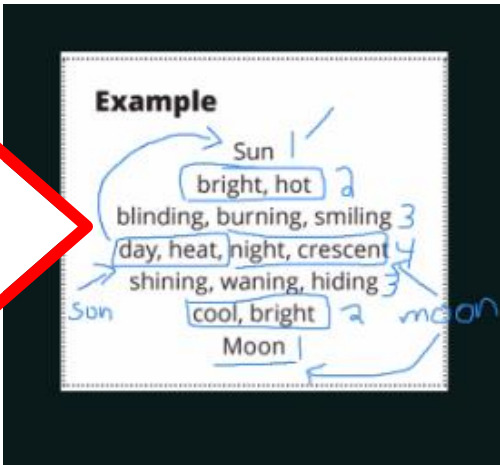 Example
Sun 1
bright, hot 2
blinding, burning, smiling 3
day, heat, night, crescent 4
shining, waning, hiding 3
sun cool, bright 2 moon
Moon 1